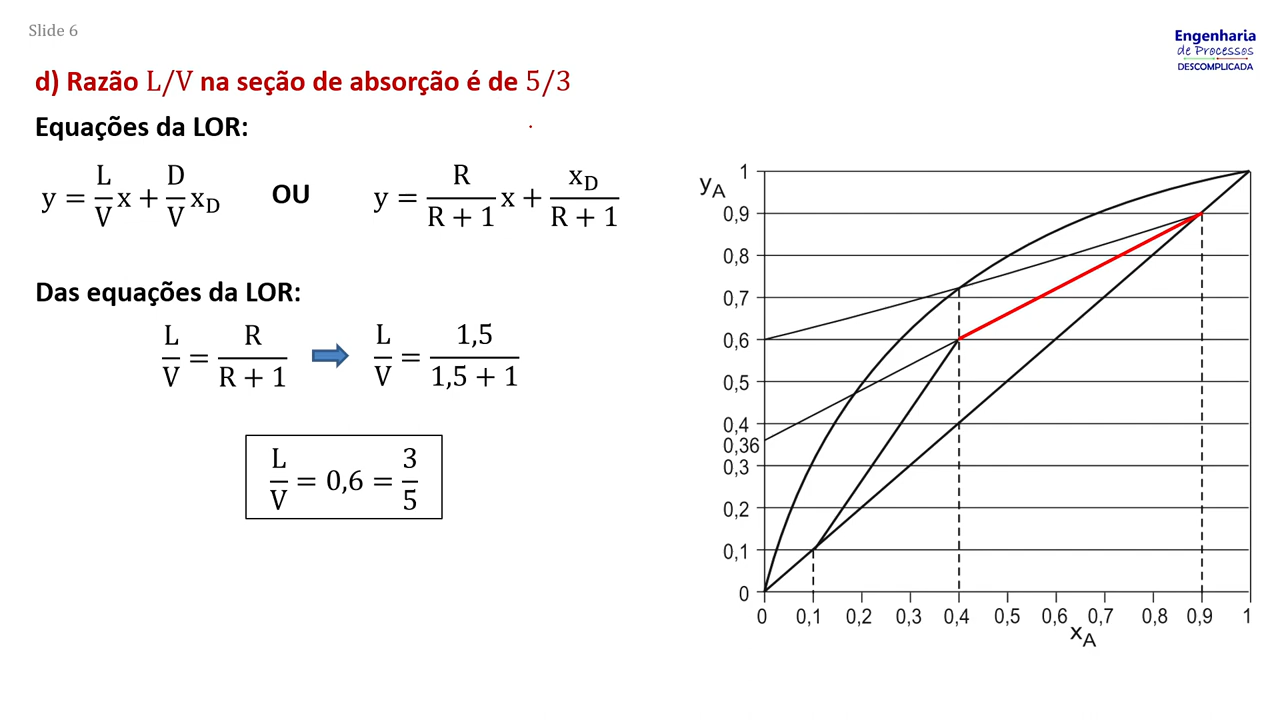 Slide 6
Engenharia
de Processos
DESCOMPLICADA
d) Razão L/V na seção de absorção é de 5/3
Equações da LOR:
y = L/V x + D/V x_D OU y = R/(R + 1) x + x_D/(R + 1)
Das equações da LOR:
L/V = R/(R + 1) ➡ L/V = 1,5/(1,5 + 1)
L/V = 0,6 = 3/5
y_A
1
0,9
0,8
0,7
0,6
0,5
0,4
0,36
0,3
0,2
0,1
0
0 0,1 0,2 0,3 0,4 0,5 0,6 0,7 0,8 0,9 1
x_A